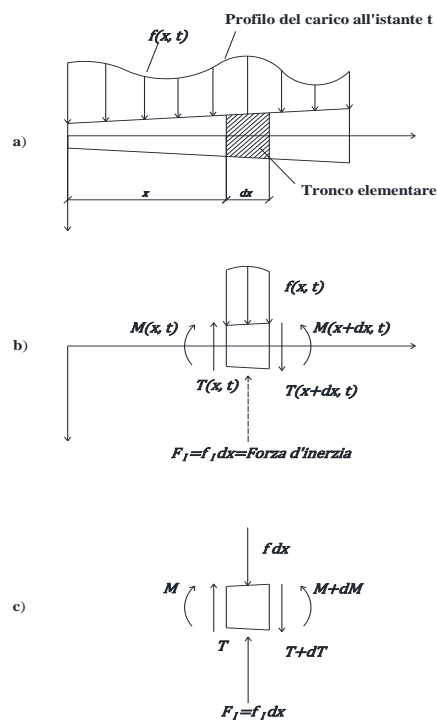 Profilo del carico all'istante t
f(x, t)
a)
Tronco elementare
x
dx
f(x, t)
M(x, t)
M(x+dx, t)
b)
T(x, t)
T(x+dx, t)
F_I=f_I dx=Forza d'inerzia
f dx
M
M+dM
c)
T
T+dT
F_I=f_I dx